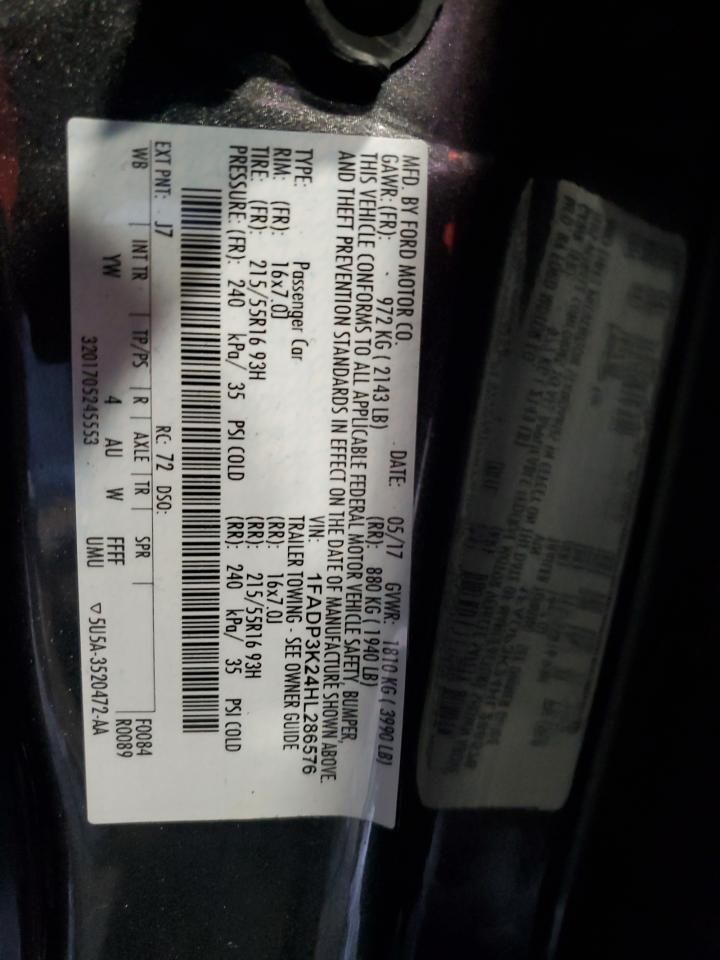 MFD. BY FORD MOTOR CO.
DATE: 05/17 GVWR: 1810 KG ( 3990 LB)
GAWR: (FR): 972 KG ( 2143 LB) (RR): 880 KG ( 1940 LB)
THIS VEHICLE CONFORMS TO ALL APPLICABLE FEDERAL MOTOR VEHICLE SAFETY, BUMPER,
AND THEFT PREVENTION STANDARDS IN EFFECT ON THE DATE OF MANUFACTURE SHOWN ABOVE.
VIN: 1FADP3K24HL286576
TYPE: Passenger Car TRAILER TOWING - SEE OWNER GUIDE
RIM: (FR): 16x7.0J (RR): 16x7.0J
TIRE: (FR): 215/55R16 93H (RR): 215/55R16 93H
PRESSURE: (FR): 240 kPa/ 35 PSI COLD (RR): 240 kPa/ 35 PSI COLD
EXT PNT: J7 RC: 72 DSO: F0084
WB INT TR TP/PS R AXLE TR SPR R0089
YW 4 AU W FFFF
3201705245553 UMU ▽5U5A-3520472-AA